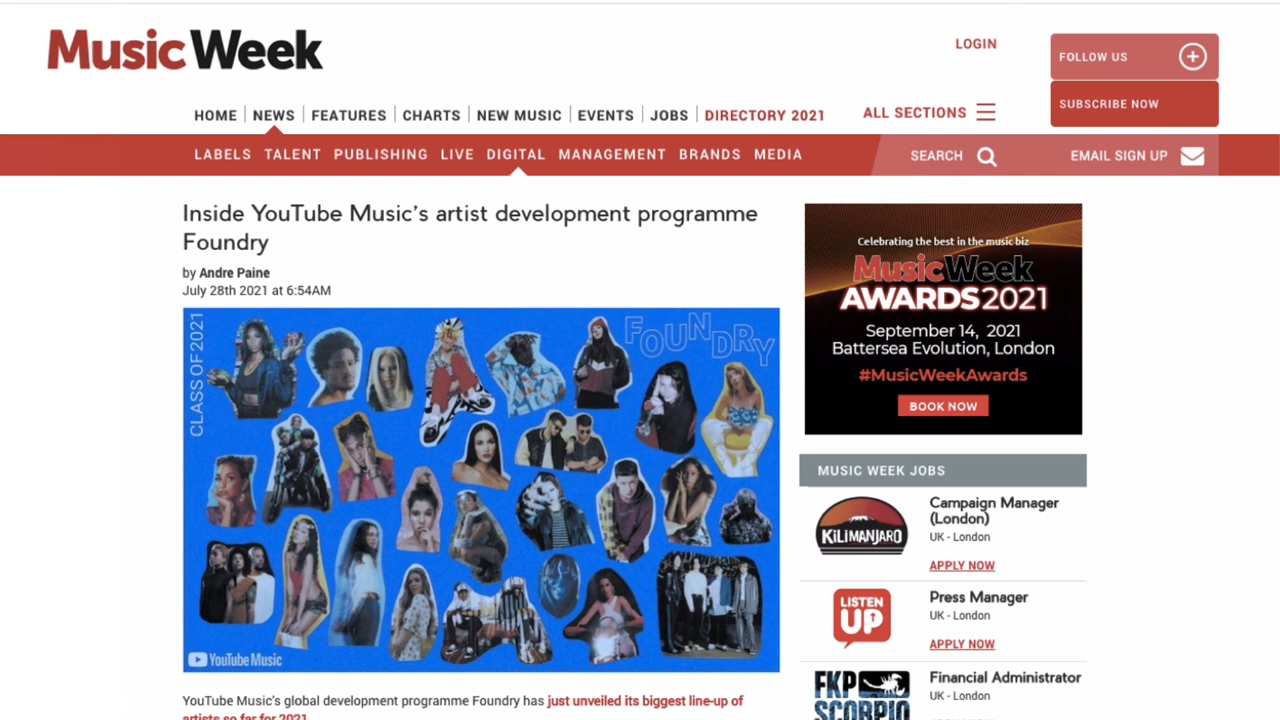 Music Week
LOGIN
FOLLOW US
SUBSCRIBE NOW
HOME NEWS FEATURES CHARTS NEW MUSIC EVENTS JOBS DIRECTORY 2021
ALL SECTIONS
LABELS TALENT PUBLISHING LIVE DIGITAL MANAGEMENT BRANDS MEDIA
SEARCH
EMAIL SIGN UP
Inside YouTube Music's artist development programme
Foundry
by Andre Paine
July 28th 2021 at 6:54AM
CLASS OF 2021
FOUNDRY
YouTube Music
YouTube Music's global development programme Foundry has just unveiled its biggest line-up of
artists so far for 2021
Celebrating the best in the music biz
Music Week
AWARDS 2021
September 14, 2021
Battersea Evolution, London
#MusicWeekAwards
BOOK NOW
MUSIC WEEK JOBS
KiLiMANJARO
Campaign Manager
(London)
UK - London
APPLY NOW
LISTEN
UP
Press Manager
UK - London
APPLY NOW
FKP
SCORPIO
Financial Administrator
UK - London